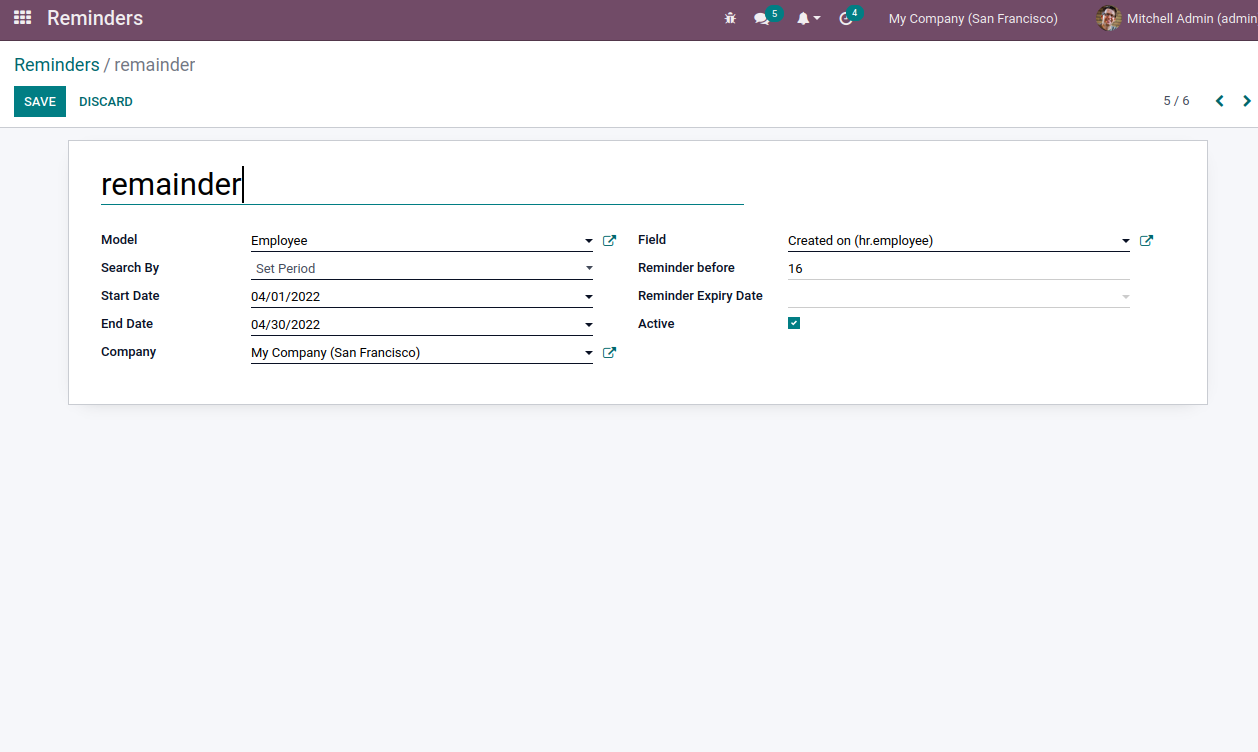 Reminders 5 4 My Company (San Francisco) Mitchell Admin (admin
Reminders / remainder
SAVE DISCARD 5 / 6
remainder
Model Employee Field Created on (hr.employee)
Search By Set Period Reminder before 16
Start Date 04/01/2022 Reminder Expiry Date
End Date 04/30/2022 Active
Company My Company (San Francisco)